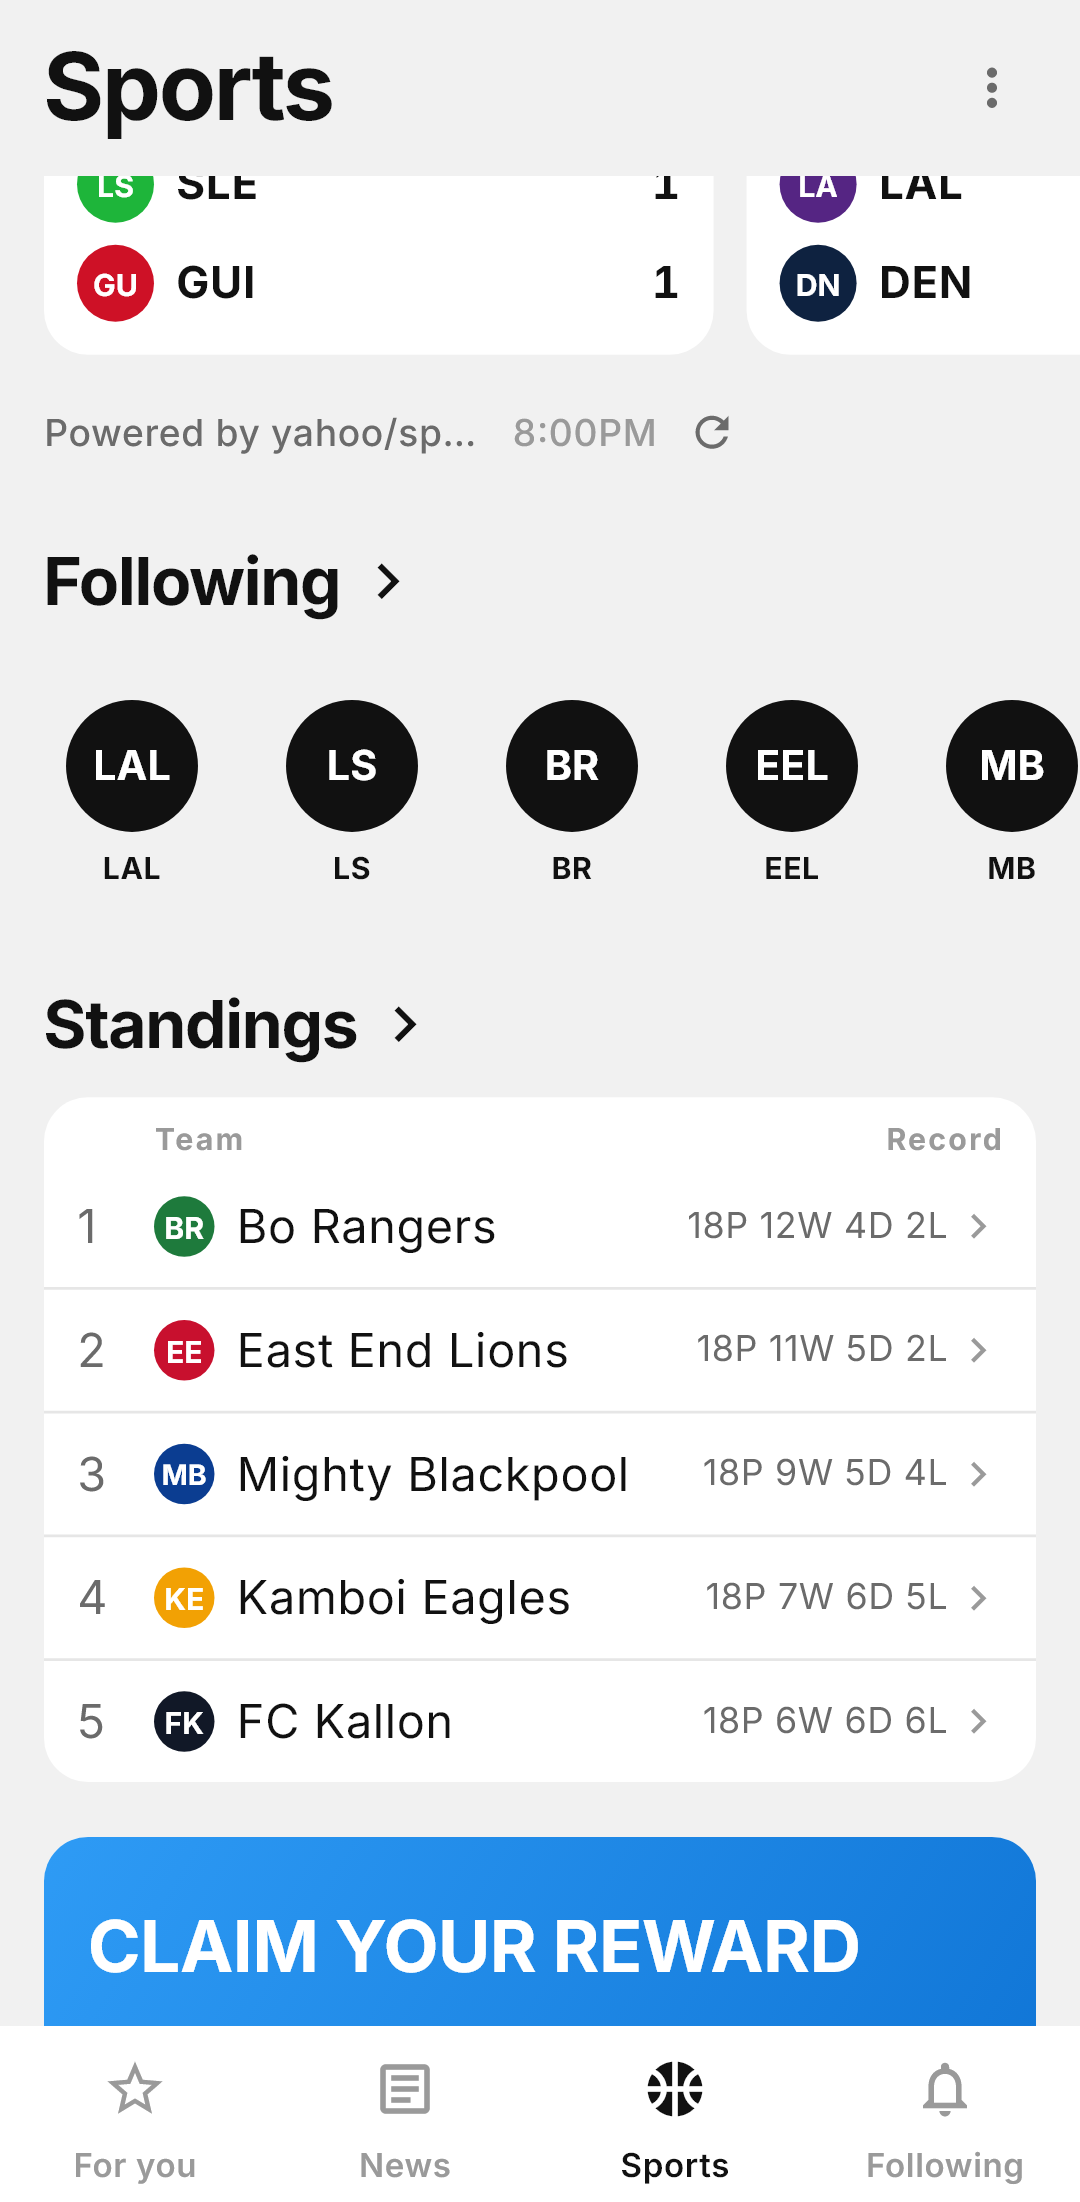 Sports
LS SLE 1
GU GUI 1
LA LAL
DN DEN
Powered by yahoo/sp... 8:00PM
Following
LAL LS BR EEL MB
LAL LS BR EEL MB
Standings
Team Record
1 BR Bo Rangers 18P 12W 4D 2L
2 EE East End Lions 18P 11W 5D 2L
3 MB Mighty Blackpool 18P 9W 5D 4L
4 KE Kamboi Eagles 18P 7W 6D 5L
5 FK FC Kallon 18P 6W 6D 6L
CLAIM YOUR REWARD
For you News Sports Following